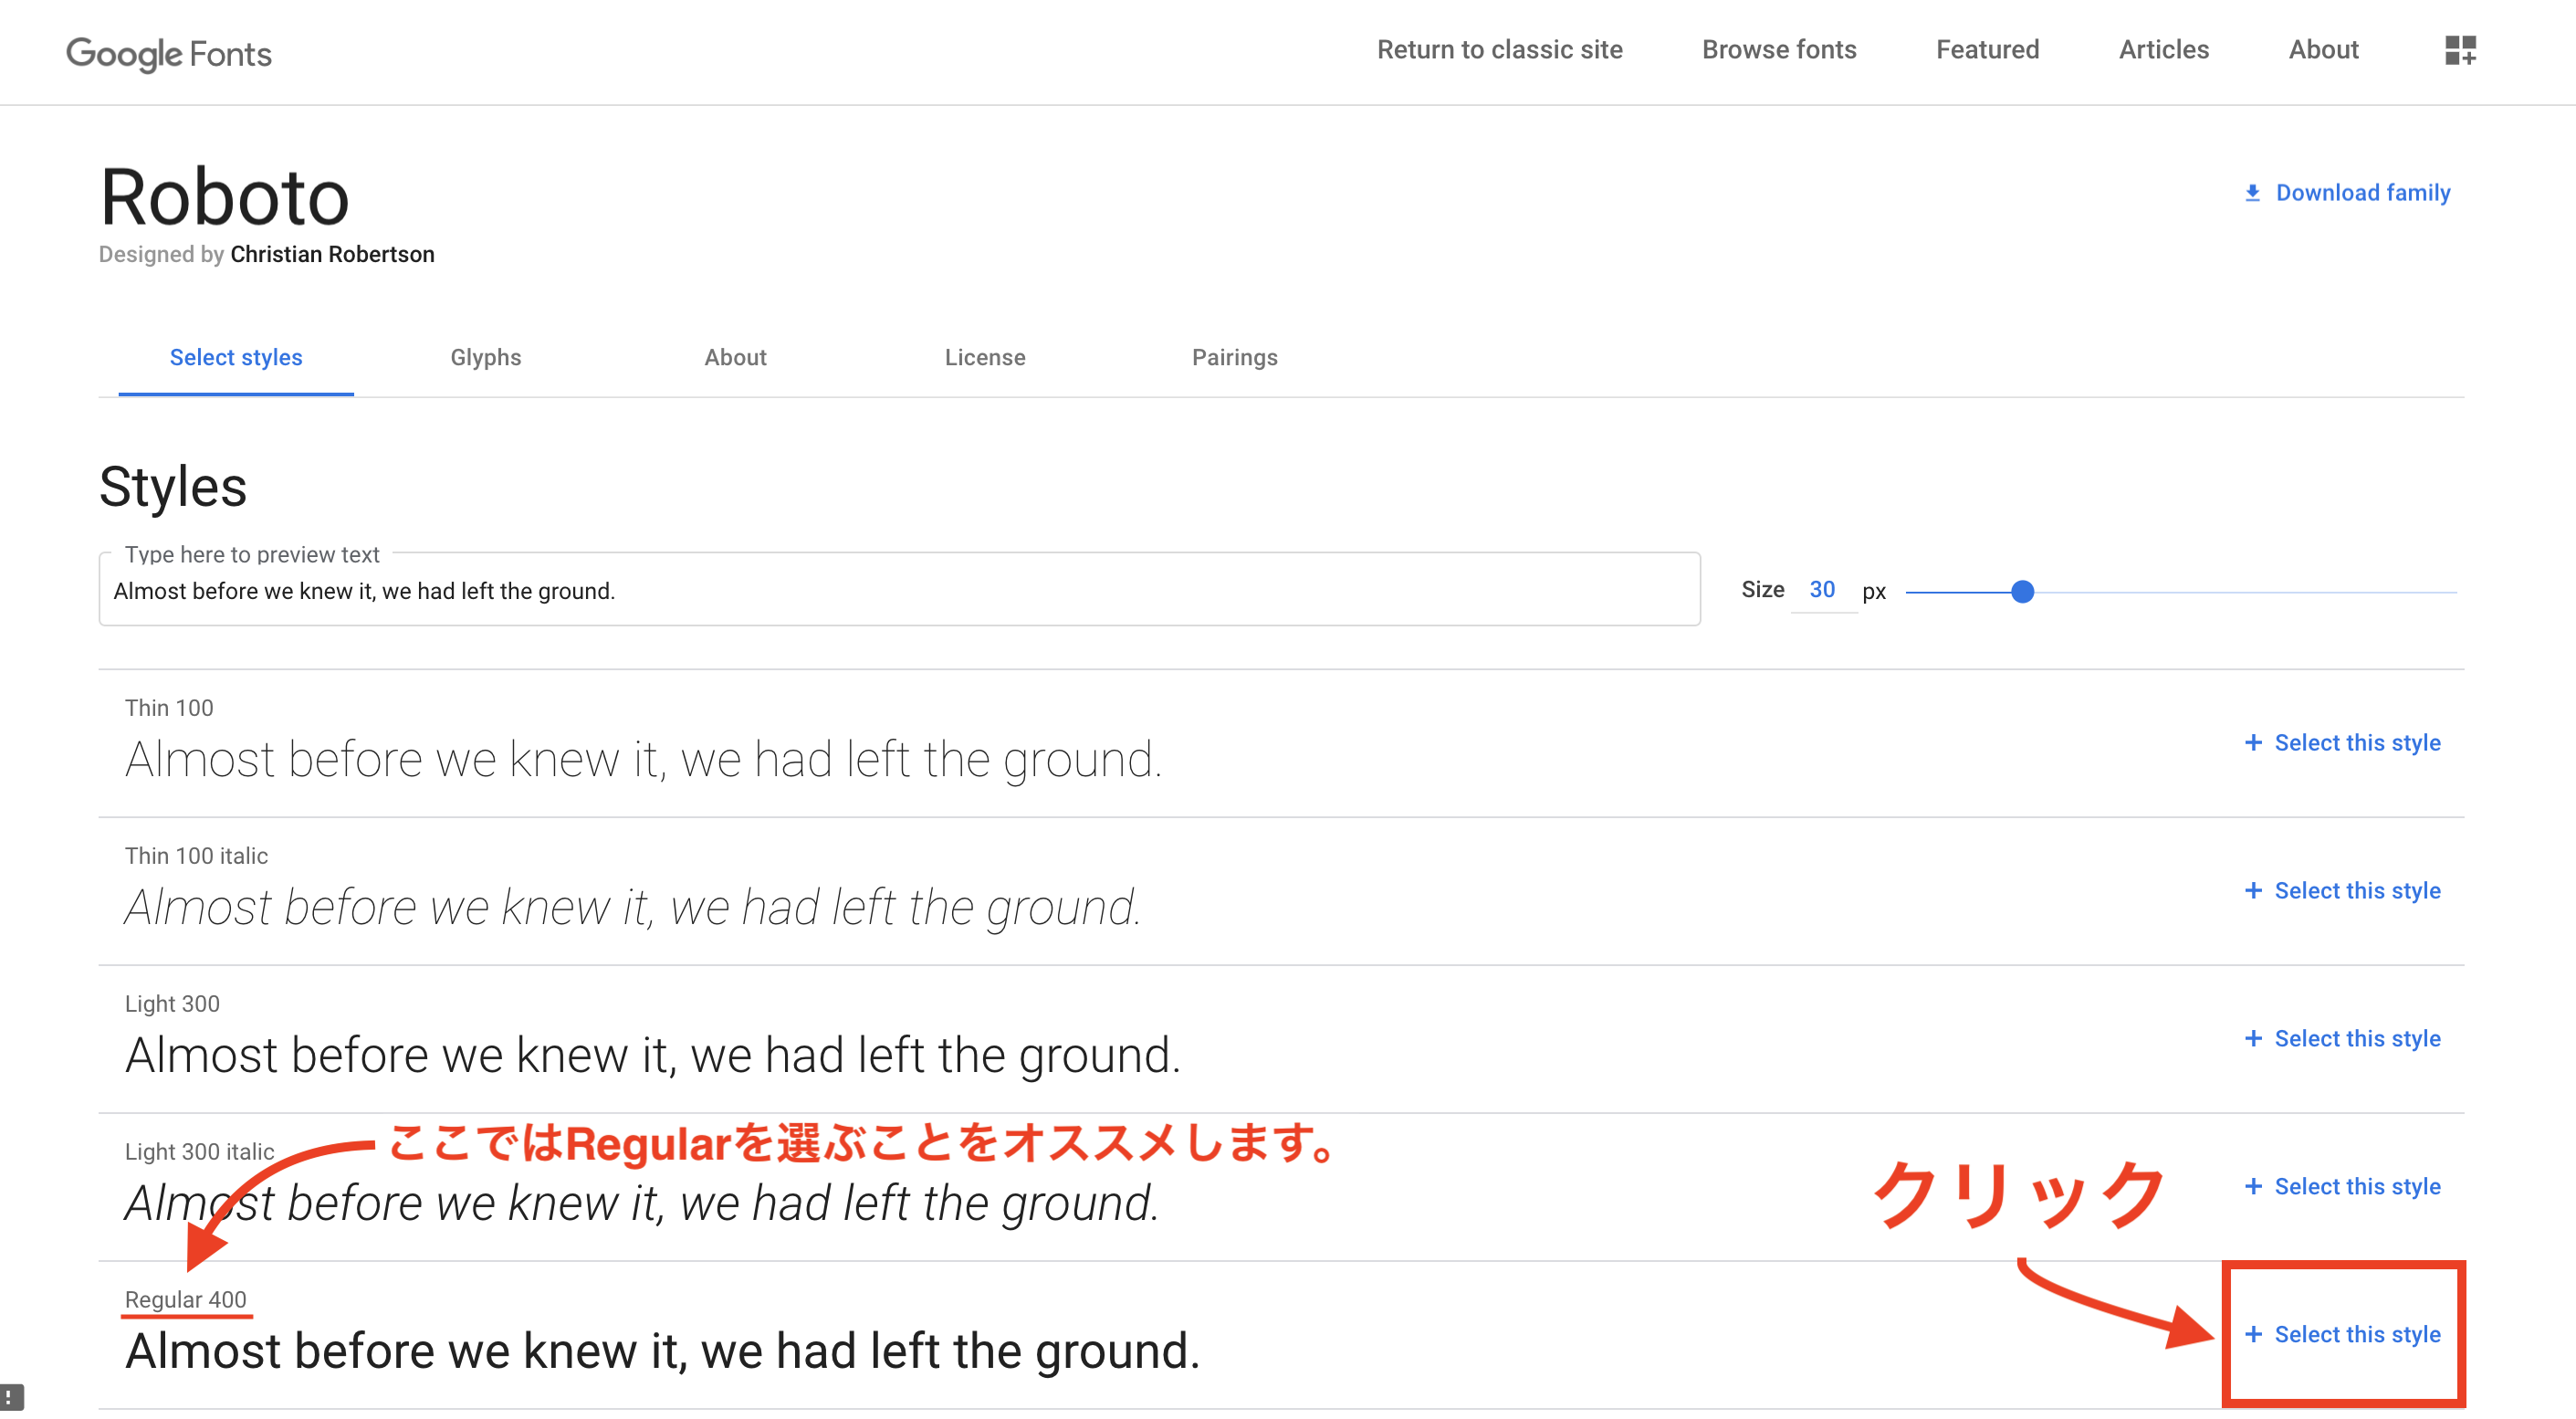 Google Fonts
Return to classic site
Browse fonts
Featured
Articles
About
Roboto
Download family
Designed by Christian Robertson
Select styles
Glyphs
About
License
Pairings
Styles
Type here to preview text
Almost before we knew it, we had left the ground.
Size 30 px
Thin 100
Almost before we knew it, we had left the ground.
+ Select this style
Thin 100 italic
Almost before we knew it, we had left the ground.
+ Select this style
Light 300
Almost before we knew it, we had left the ground.
+ Select this style
ここではRegularを選ぶことをオススメします。
Light 300 italic
Almost before we knew it, we had left the ground.
クリック
+ Select this style
Regular 400
Almost before we knew it, we had left the ground.
+ Select this style